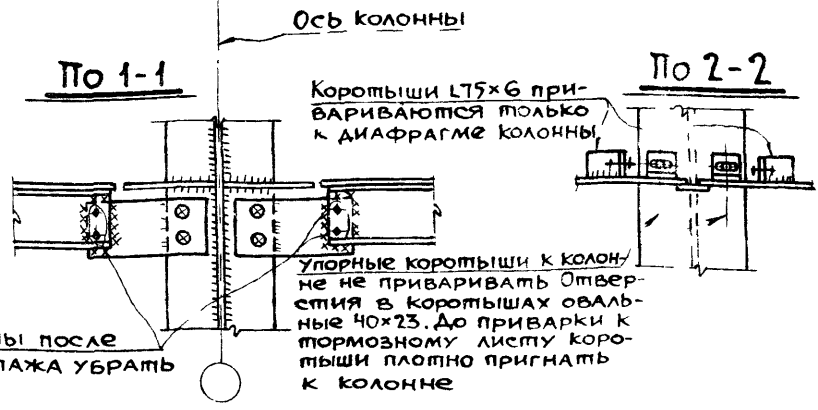 Ось колонны
По 1-1
По 2-2
Коротыши L75×6 при-
вариваются только
к диафрагме колонны
Упорные коротыши к колон-
не не приваривать Отвер-
стия в коротышах оваль-
ные 40×23. До приварки к
тормозному листу коро-
тыши плотно пригнать
к колонне
ны после
тажа убрать